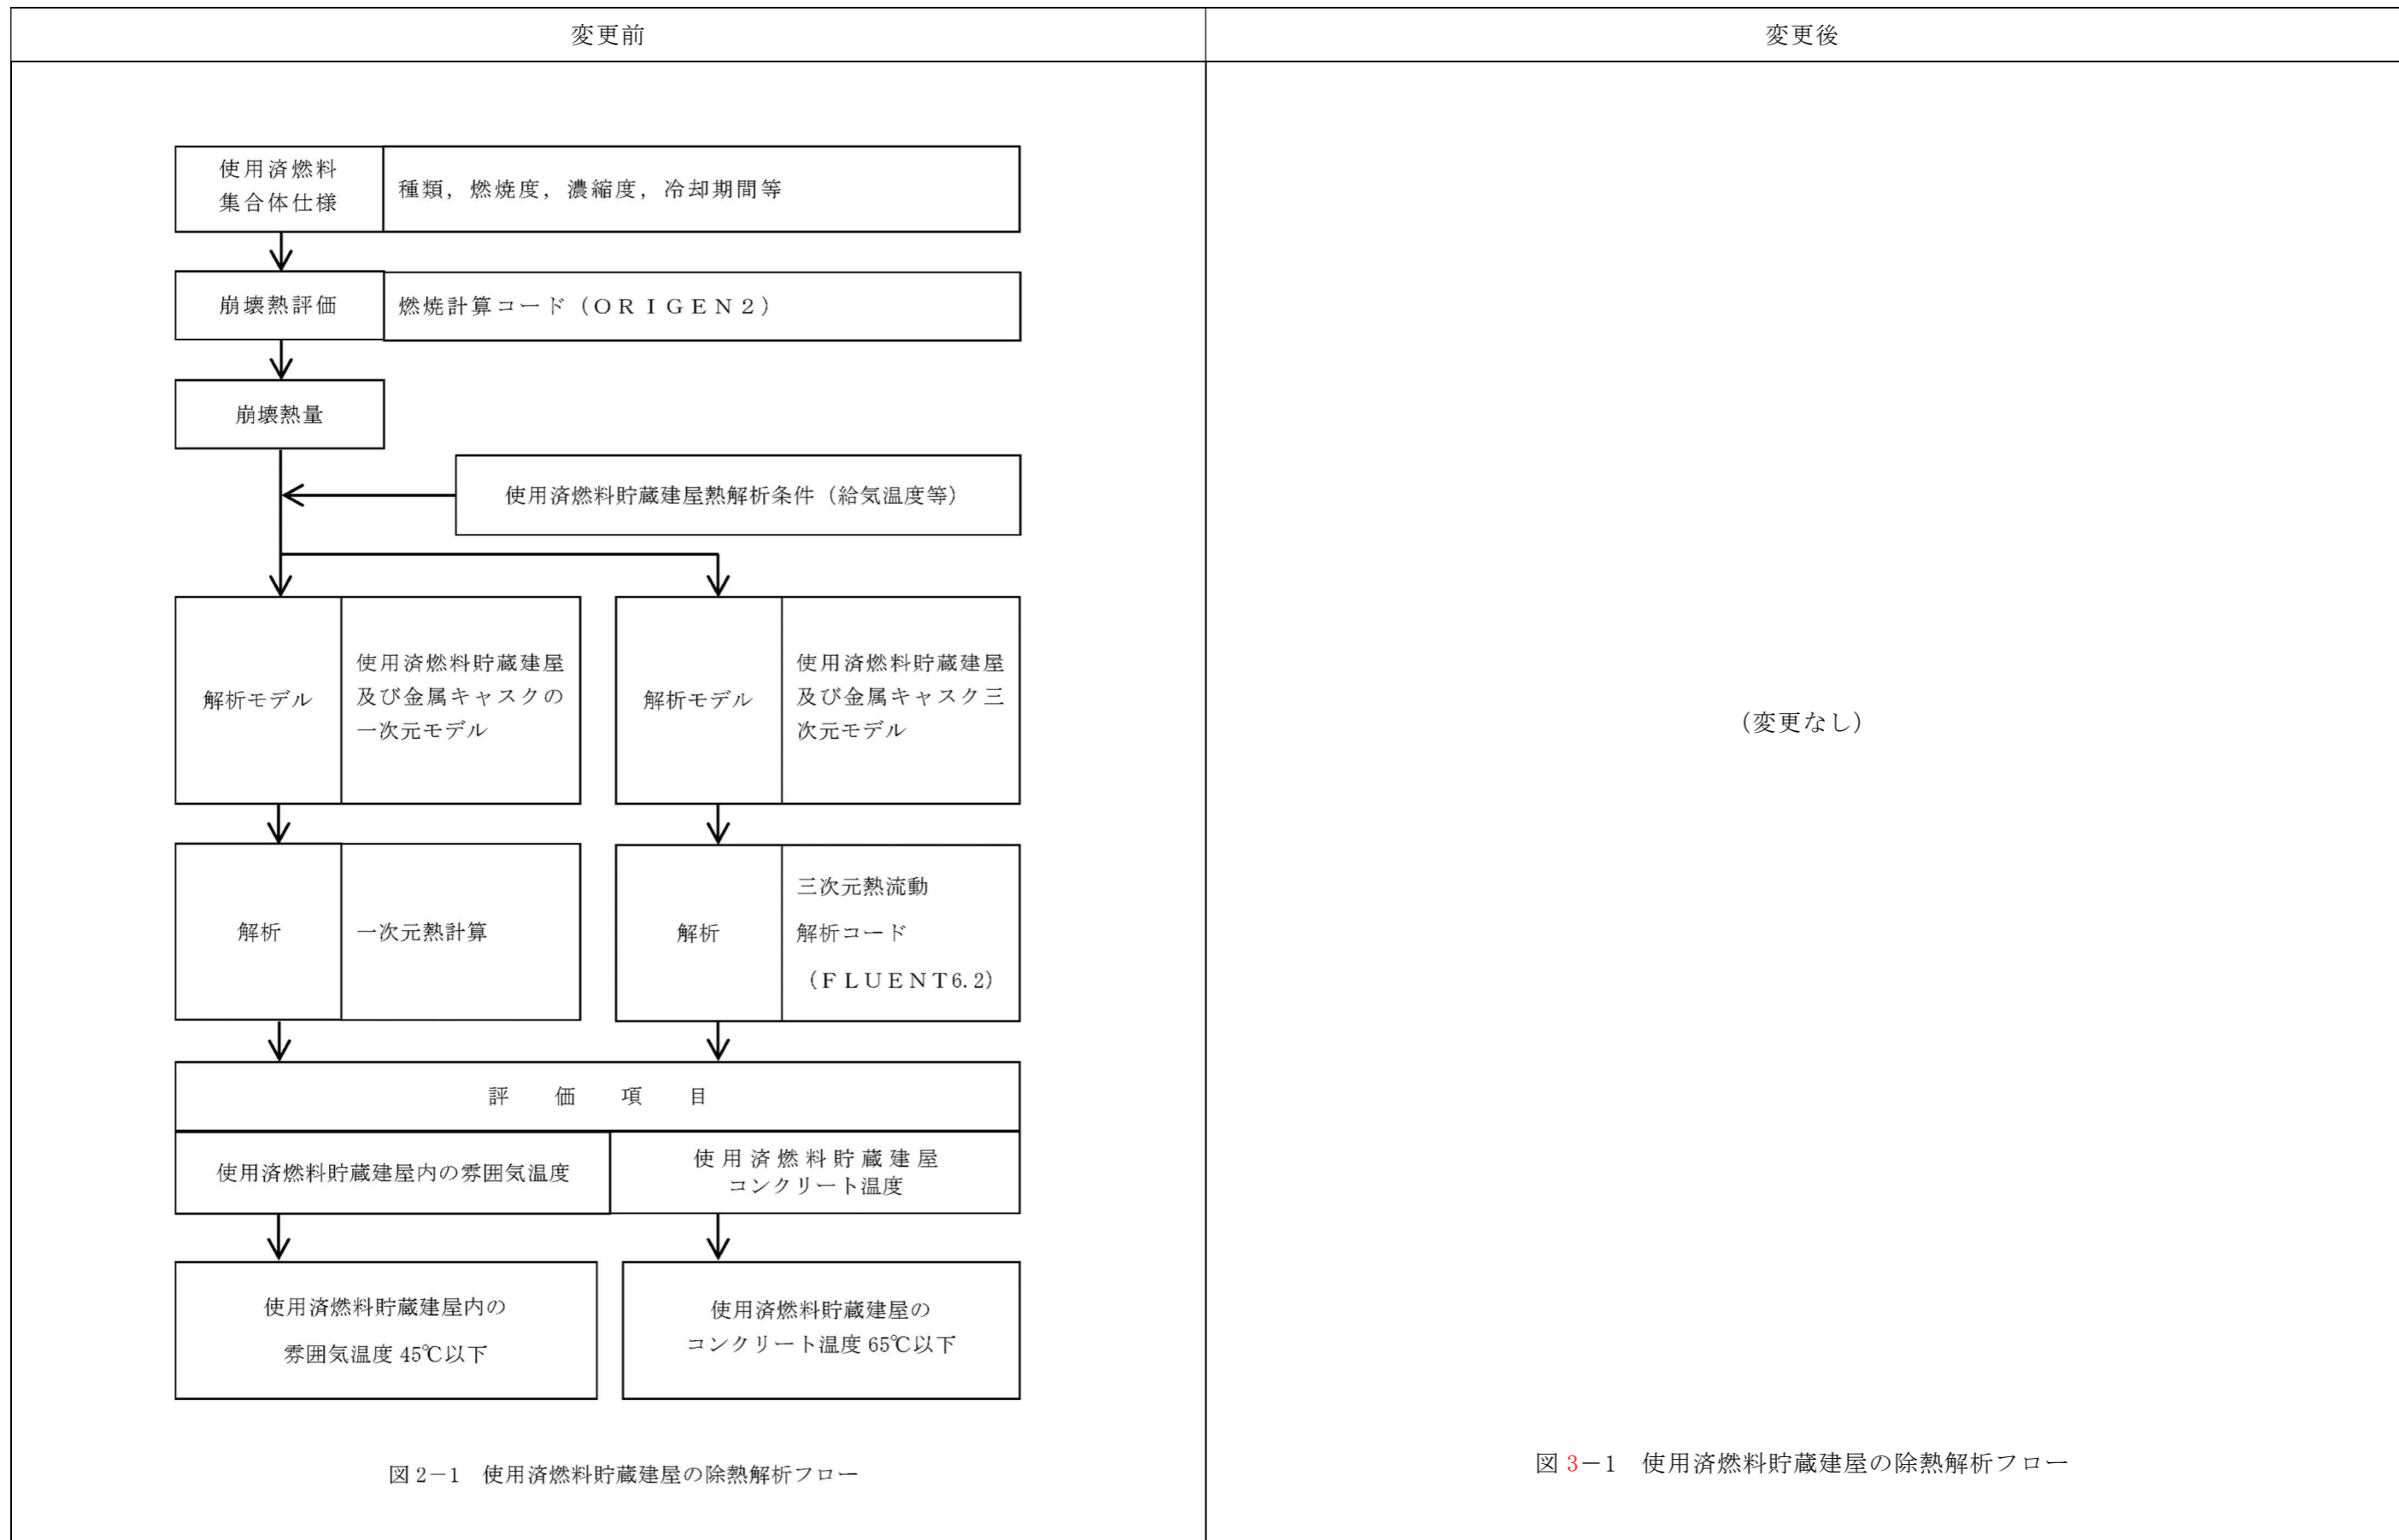 変更前
変更後
使用済燃料
集合体仕様
種類，燃焼度，濃縮度，冷却期間等
崩壊熱評価
燃焼計算コード（ＯＲＩＧＥＮ２）
崩壊熱量
使用済燃料貯蔵建屋熱解析条件（給気温度等）
解析モデル
使用済燃料貯蔵建屋
及び金属キャスクの
一次元モデル
解析モデル
使用済燃料貯蔵建屋
及び金属キャスク三
次元モデル
解析
一次元熱計算
解析
三次元熱流動
解析コード
（ＦＬＵＥＮＴ6.2）
評　価　項　目
使用済燃料貯蔵建屋内の雰囲気温度
使用済燃料貯蔵建屋
コンクリート温度
使用済燃料貯蔵建屋内の
雰囲気温度 45℃以下
使用済燃料貯蔵建屋の
コンクリート温度 65℃以下
図 2－1　使用済燃料貯蔵建屋の除熱解析フロー
（変更なし）
図 3－1　使用済燃料貯蔵建屋の除熱解析フロー